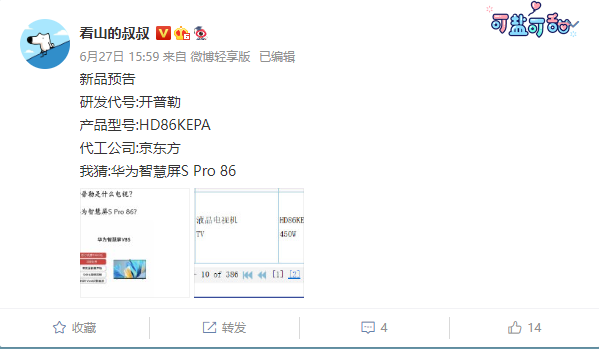 可盐可甜
看山的叔叔
6月27日 15:59 来自 微博轻享版 已编辑
新品预告
研发代号:开普勒
产品型号:HD86KEPA
代工公司:京东方
我猜:华为智慧屏S Pro 86
普勒是什么电视?
为智慧屏S Pro 86?
华为智慧屏V85
液晶电视机 HD86KE
TV 450W
- 10 of 386 [1] [2]
收藏
转发
4
14